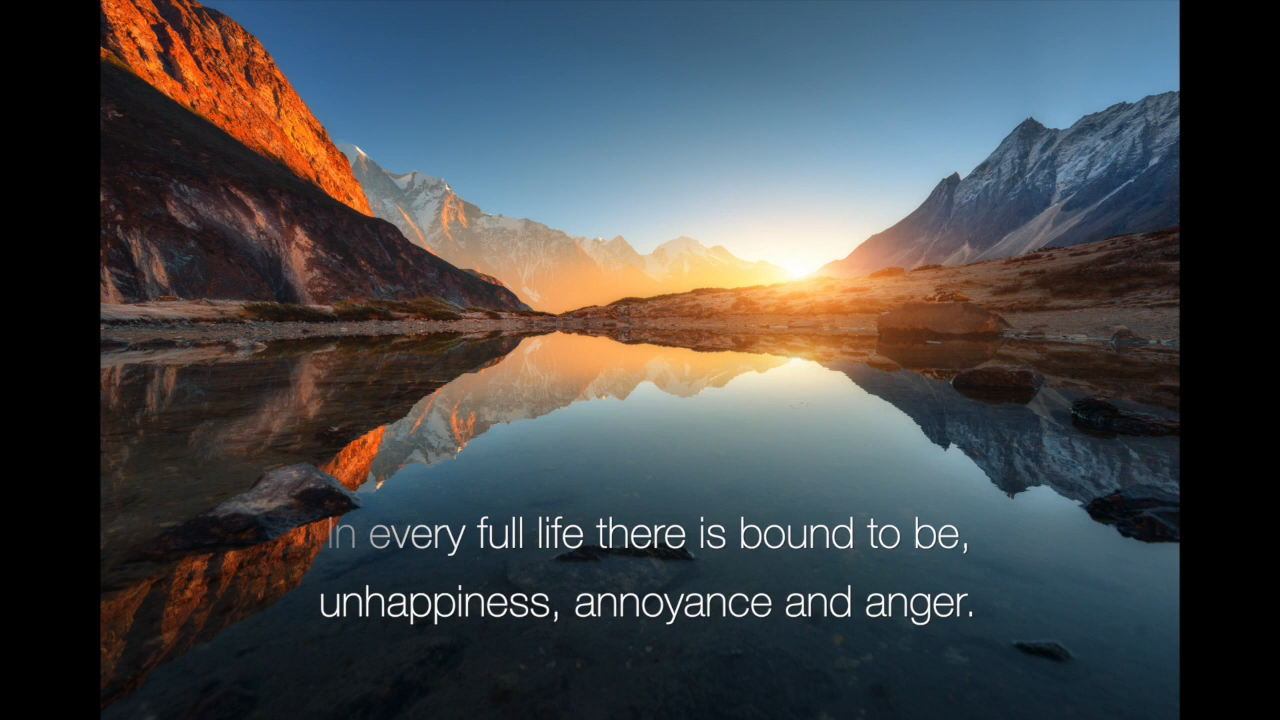 In every full life there is bound to be,
unhappiness, annoyance and anger.